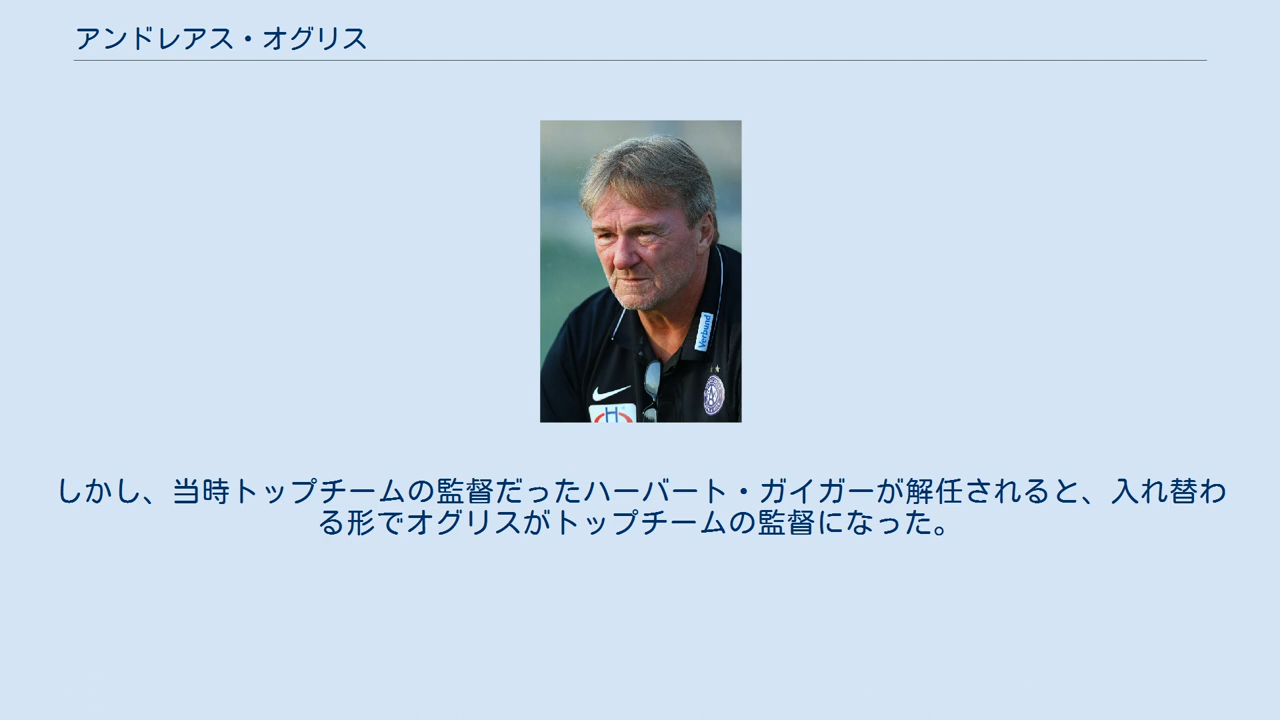 アンドレアス・オグリス
Verbund
しかし、当時トップチームの監督だったハーバート・ガイガーが解任されると、入れ替わ
る形でオグリスがトップチームの監督になった。